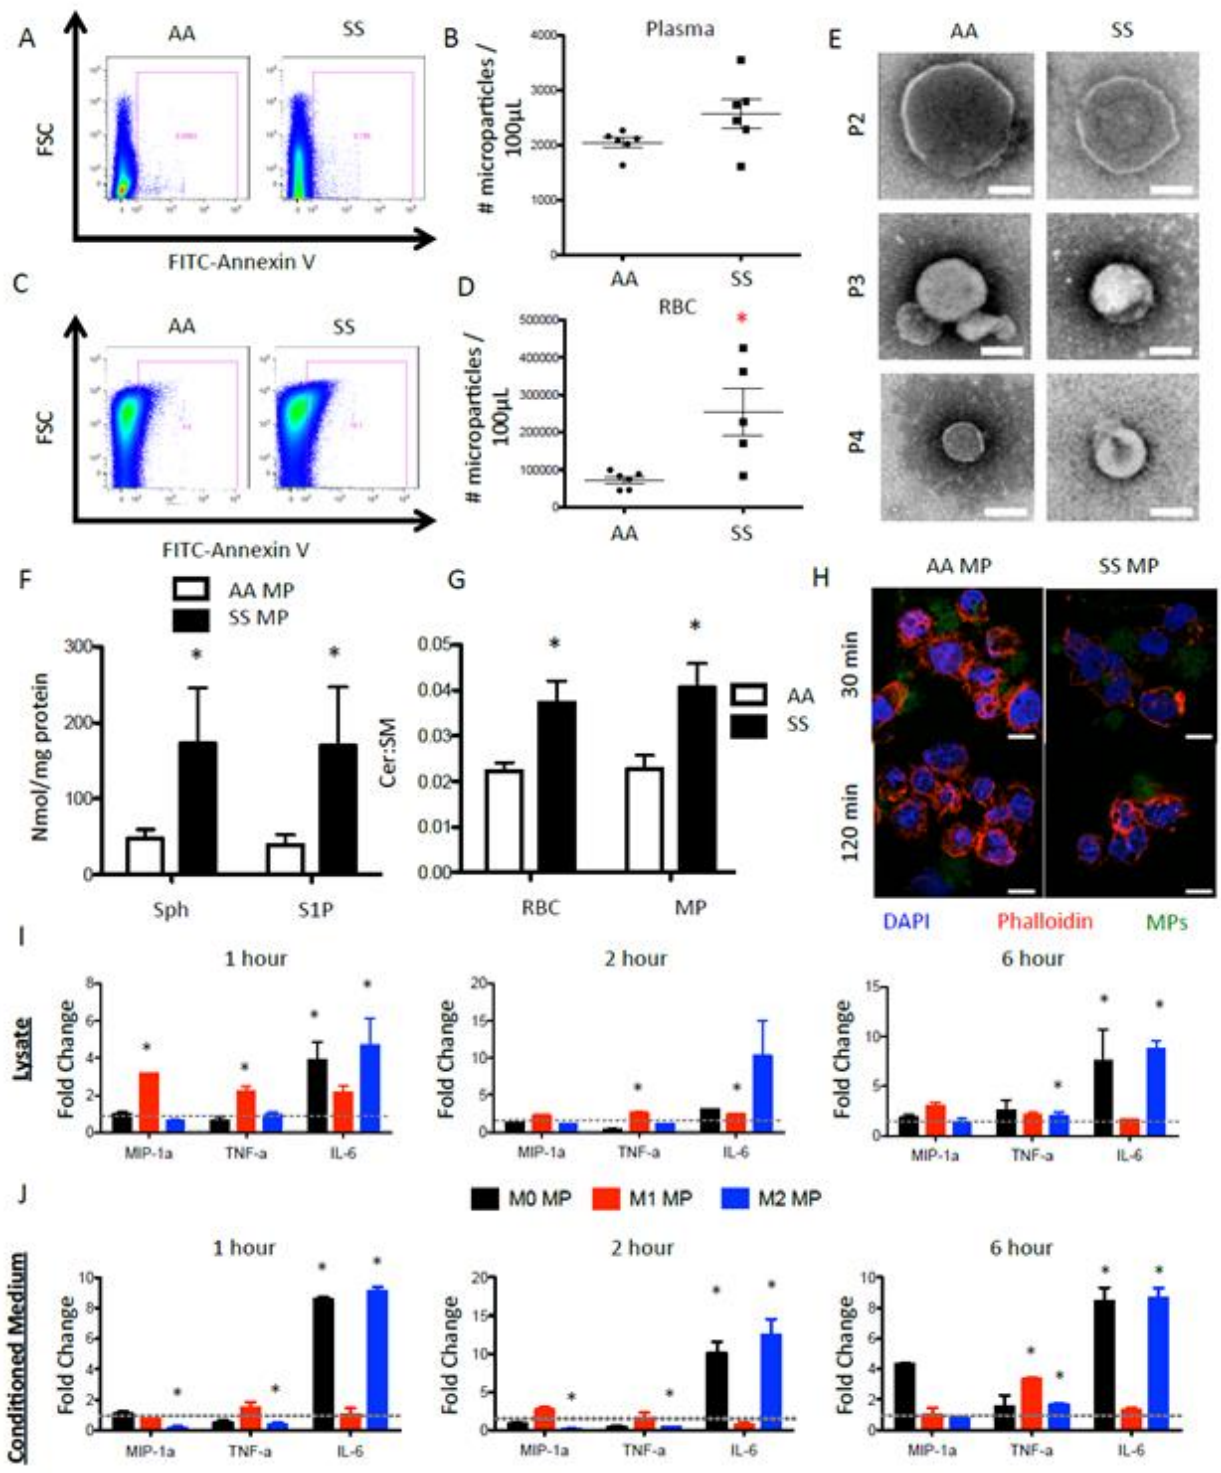 A
AA
SS
FSC
FITC-Annexin V
B
Plasma
# microparticles /
100µL
4000
3000
2000
1000
0
AA
SS
C
AA
SS
FSC
FITC-Annexin V
D
RBC
*
# microparticles /
100µL
500000
400000
300000
200000
100000
0
AA
SS
E
AA
SS
P2
P3
P4
F
AA MP
SS MP
Nmol/mg protein
300
200
100
0
*
*
Sph
S1P
G
Cer:SM
0.05
0.04
0.03
0.02
0.01
0.00
*
*
AA
SS
RBC
MP
H
AA MP
SS MP
30 min
120 min
DAPI
Phalloidin
MPs
I
Lysate
1 hour
Fold Change
8
6
4
2
0
* * * *
MIP-1a TNF-a IL-6
2 hour
Fold Change
20
15
10
5
0
* *
MIP-1a TNF-a IL-6
6 hour
Fold Change
15
10
5
0
* * *
MIP-1a TNF-a IL-6
J
M0 MP M1 MP M2 MP
Conditioned Medium
1 hour
Fold Change
10
8
6
4
2
0
* * * *
MIP-1a TNF-a IL-6
2 hour
Fold Change
20
15
10
5
0
* * * *
MIP-1a TNF-a IL-6
6 hour
Fold Change
10
8
6
4
2
0
* * * *
MIP-1a TNF-a IL-6